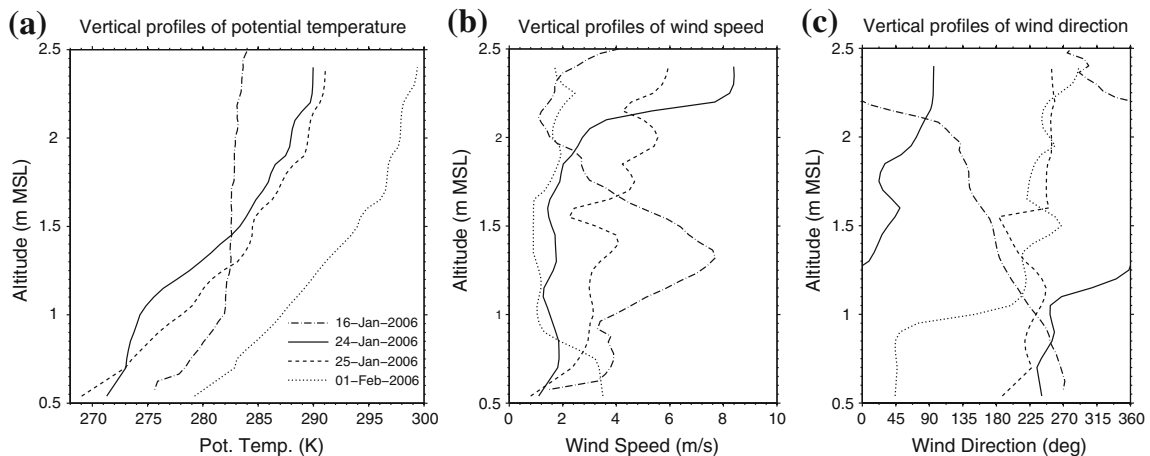 (a)
Vertical profiles of potential temperature
2.5
2
1.5
1
0.5
Altitude (m MSL)
270 275 280 285 290 295 300
Pot. Temp. (K)
16−Jan−2006
24−Jan−2006
25−Jan−2006
01−Feb−2006
(b)
Vertical profiles of wind speed
2.5
2
1.5
1
0.5
Altitude (m MSL)
0 2 4 6 8 10
Wind Speed (m/s)
(c)
Vertical profiles of wind direction
2.5
2
1.5
1
0.5
Altitude (m MSL)
0 45 90 135 180 225 270 315 360
Wind Direction (deg)